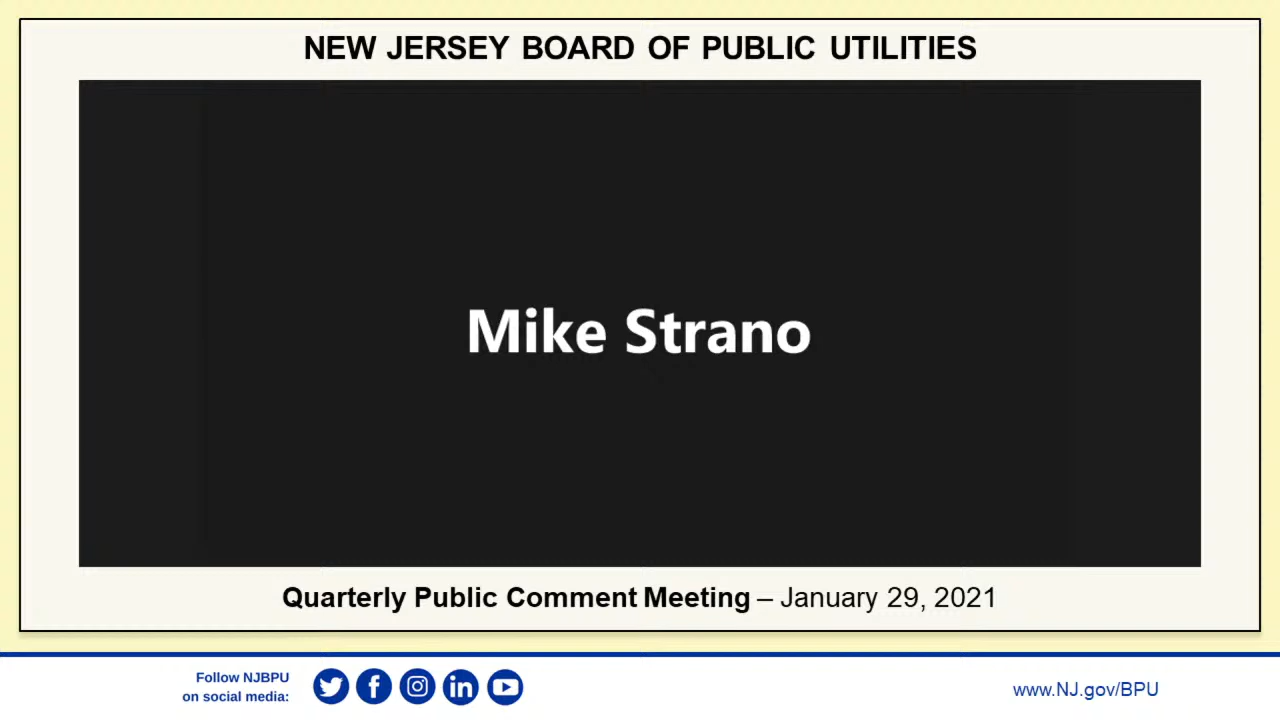 NEW JERSEY BOARD OF PUBLIC UTILITIES
Mike Strano
Quarterly Public Comment Meeting – January 29, 2021
Follow NJBPU
on social media:
www.NJ.gov/BPU